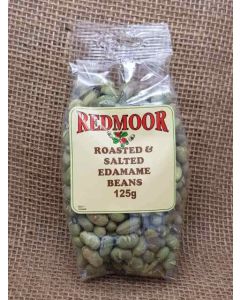 REDMOOR
ROASTED &
SALTED
EDAMAME
BEANS
125g